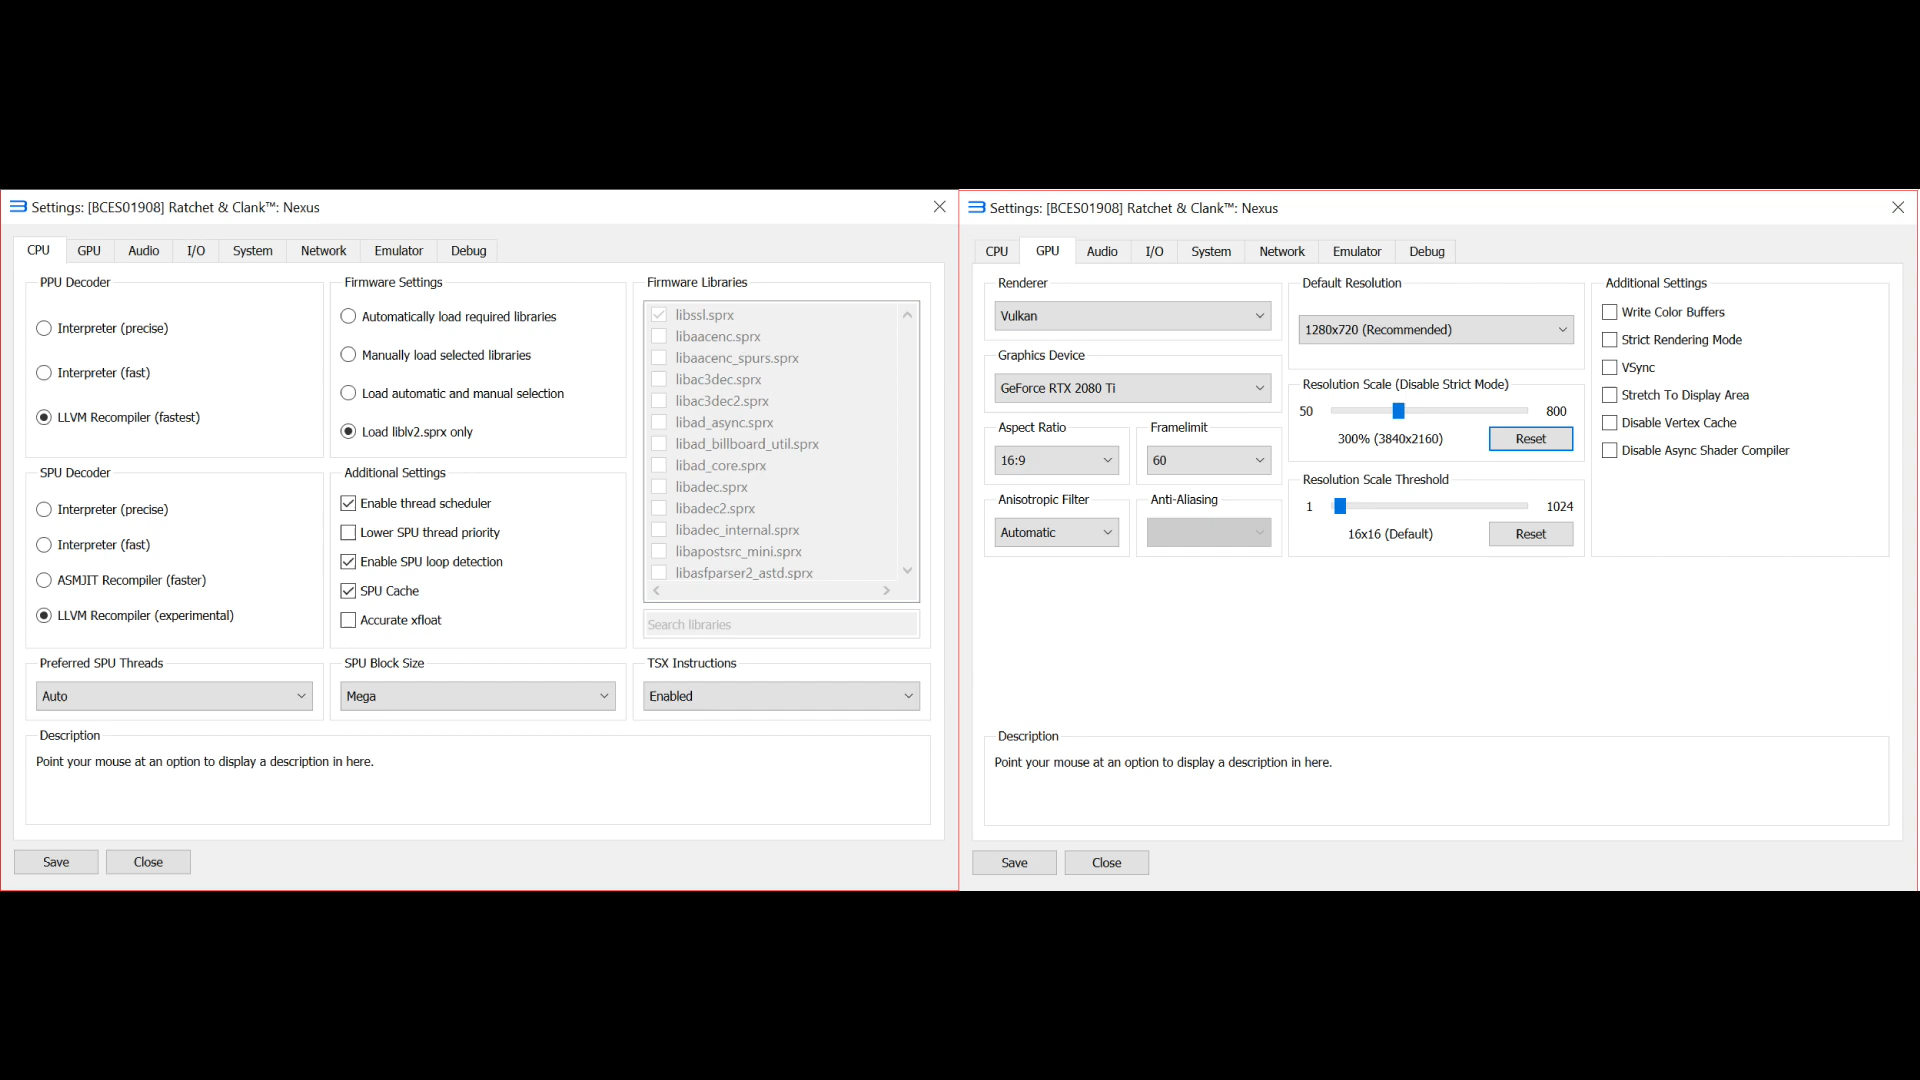 Settings: [BCES01908] Ratchet & Clank™: Nexus
CPU GPU Audio I/O System Network Emulator Debug
PPU Decoder
Interpreter (precise)
Interpreter (fast)
LLVM Recompiler (fastest)
SPU Decoder
Interpreter (precise)
Interpreter (fast)
ASMJIT Recompiler (faster)
LLVM Recompiler (experimental)
Firmware Settings
Automatically load required libraries
Manually load selected libraries
Load automatic and manual selection
Load liblv2.sprx only
Additional Settings
Enable thread scheduler
Lower SPU thread priority
Enable SPU loop detection
SPU Cache
Accurate xfloat
Firmware Libraries
libssl.sprx
libaacenc.sprx
libaacenc_spurs.sprx
libac3dec.sprx
libac3dec2.sprx
libad_async.sprx
libad_billboard_util.sprx
libad_core.sprx
libadec.sprx
libadec2.sprx
libadec_internal.sprx
libapostsrc_mini.sprx
libasfparser2_astd.sprx
Search libraries
Preferred SPU Threads
Auto
SPU Block Size
Mega
TSX Instructions
Enabled
Description
Point your mouse at an option to display a description in here.
Save Close
Settings: [BCES01908] Ratchet & Clank™: Nexus
CPU GPU Audio I/O System Network Emulator Debug
Renderer
Vulkan
Graphics Device
GeForce RTX 2080 Ti
Aspect Ratio
16:9
Framelimit
60
Anisotropic Filter
Automatic
Anti-Aliasing
Default Resolution
1280x720 (Recommended)
Resolution Scale (Disable Strict Mode)
50 800
300% (3840x2160) Reset
Resolution Scale Threshold
1 1024
16x16 (Default) Reset
Additional Settings
Write Color Buffers
Strict Rendering Mode
VSync
Stretch To Display Area
Disable Vertex Cache
Disable Async Shader Compiler
Description
Point your mouse at an option to display a description in here.
Save Close